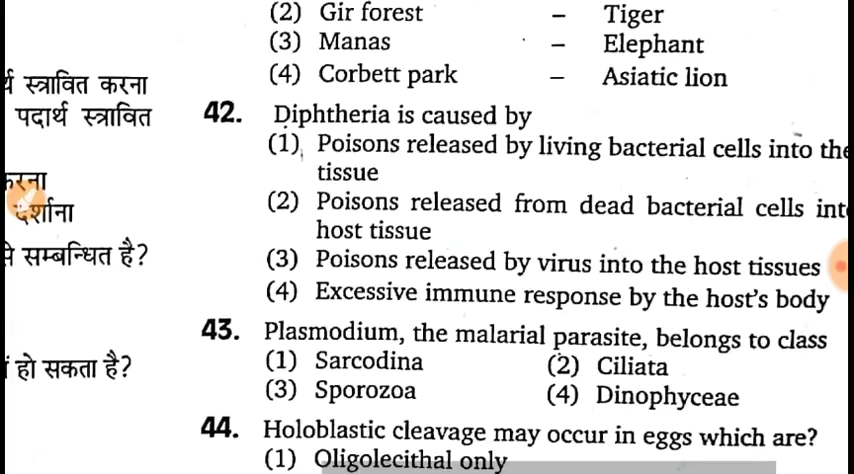 (2) Gir forest – Tiger
(3) Manas – Elephant
(4) Corbett park – Asiatic lion
स्त्रावित करना
पदार्थ स्त्रावित
करना
दर्शाना
सम्बन्धित है?
हो सकता है?
42. Diphtheria is caused by
(1) Poisons released by living bacterial cells into the
tissue
(2) Poisons released from dead bacterial cells int
host tissue
(3) Poisons released by virus into the host tissues
(4) Excessive immune response by the host's body
43. Plasmodium, the malarial parasite, belongs to class
(1) Sarcodina (2) Ciliata
(3) Sporozoa (4) Dinophyceae
44. Holoblastic cleavage may occur in eggs which are?
(1) Oligolecithal only